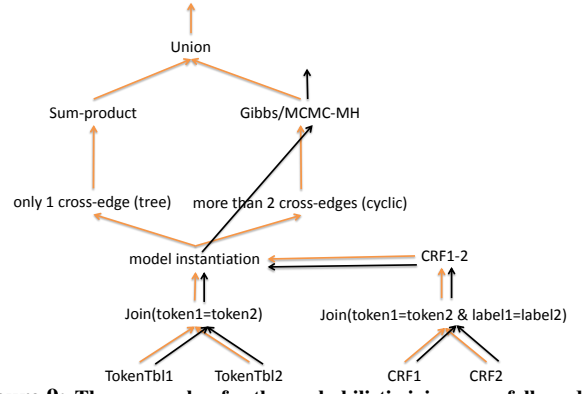 Union
Sum-product Gibbs/MCMC-MH
only 1 cross-edge (tree) more than 2 cross-edges (cyclic)
model instantiation CRF1-2
Join(token1=token2) Join(token1=token2 & label1=label2)
TokenTbl1 TokenTbl2 CRF1 CRF2